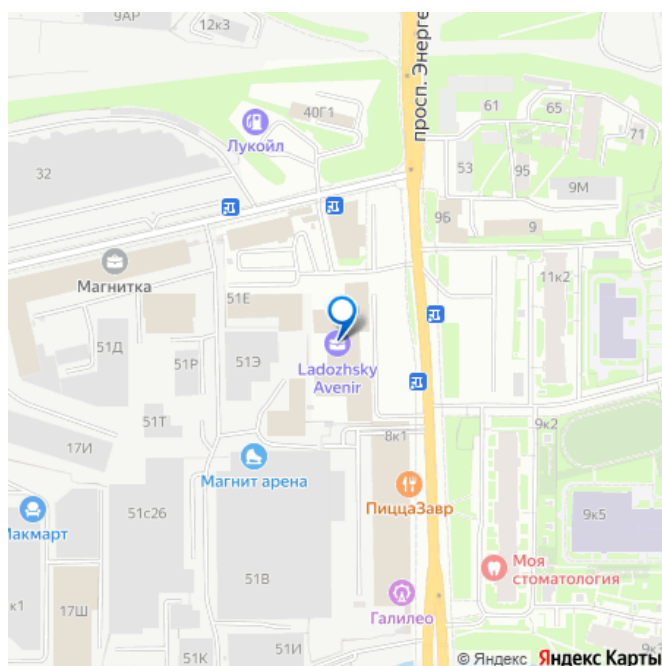 9АР
12к3
просп. Энерге
40Г1
Лукойл
61
65
71
53
95
9М
32
96
9
Магнитка
11к2
51Е
51Д
51Р
51Э
Ladozhsky
Avenir
51Т
17И
8к1
9к2
Магнит арена
ПиццаЗавр
Макмарт
51с26
9к5
51В
Моя
стоматология
к1
17Ш
Галилео
51К
51И
© Яндекс Яндекс Карты